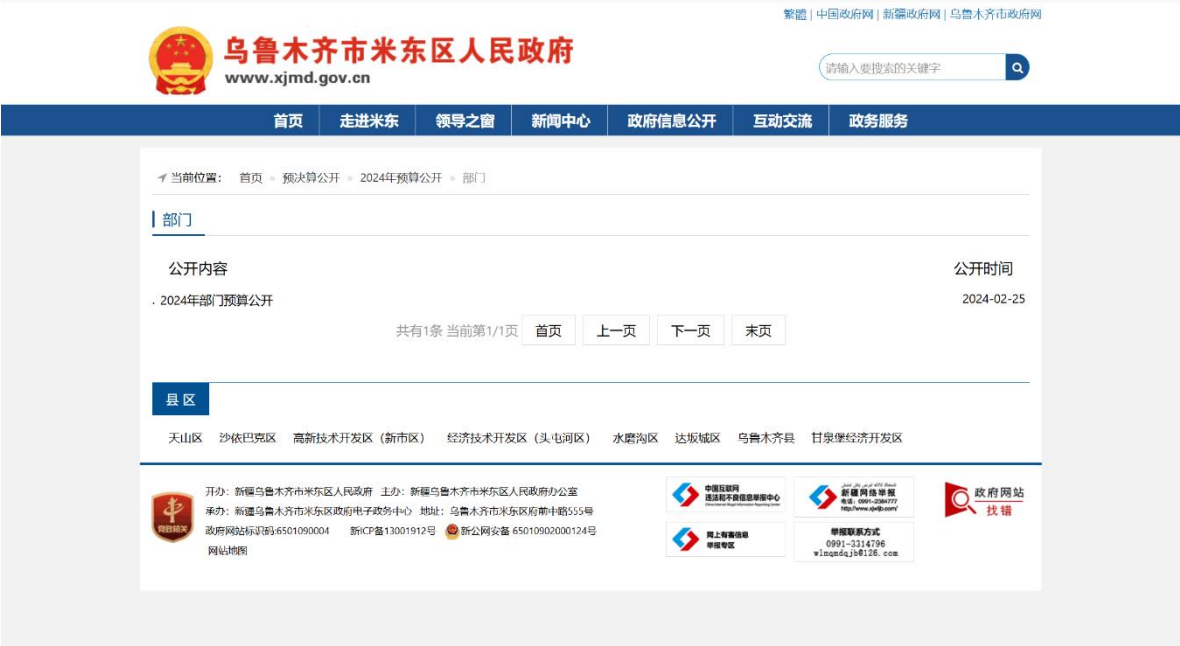 繁體 | 中国政府网 | 新疆政府网 | 乌鲁木齐市政府网
乌鲁木齐市米东区人民政府
www.xjmd.gov.cn
请输入要搜索的关键字
首页 走进米东 领导之窗 新闻中心 政府信息公开 互动交流 政务服务
当前位置： 首页 » 预决算公开 » 2024年预算公开 » 部门
部门
公开内容 公开时间
. 2024年部门预算公开 2024-02-25
共有1条 当前第1/1页 首页 上一页 下一页 末页
县 区
天山区 沙依巴克区 高新技术开发区（新市区） 经济技术开发区（头屯河区） 水磨沟区 达坂城区 乌鲁木齐县 甘泉堡经济开发区
党政机关
开办：新疆乌鲁木齐市米东区人民政府 主办：新疆乌鲁木齐市米东区人民政府办公室
承办：新疆乌鲁木齐市米东区政府电子政务中心 地址：乌鲁木齐市米东区府前中路555号
政府网站标识码:6501090004 新ICP备13001912号 新公网安备 65010902000124号
网站地图
中国互联网
违法和不良信息举报中心
新疆网络举报
电话：0991-2384777
http://www.xjwljb.com/
网上有害信息
举报专区
举报联系方式
0991-3314796
wlmqmdqjb@126.com
政府网站
找错